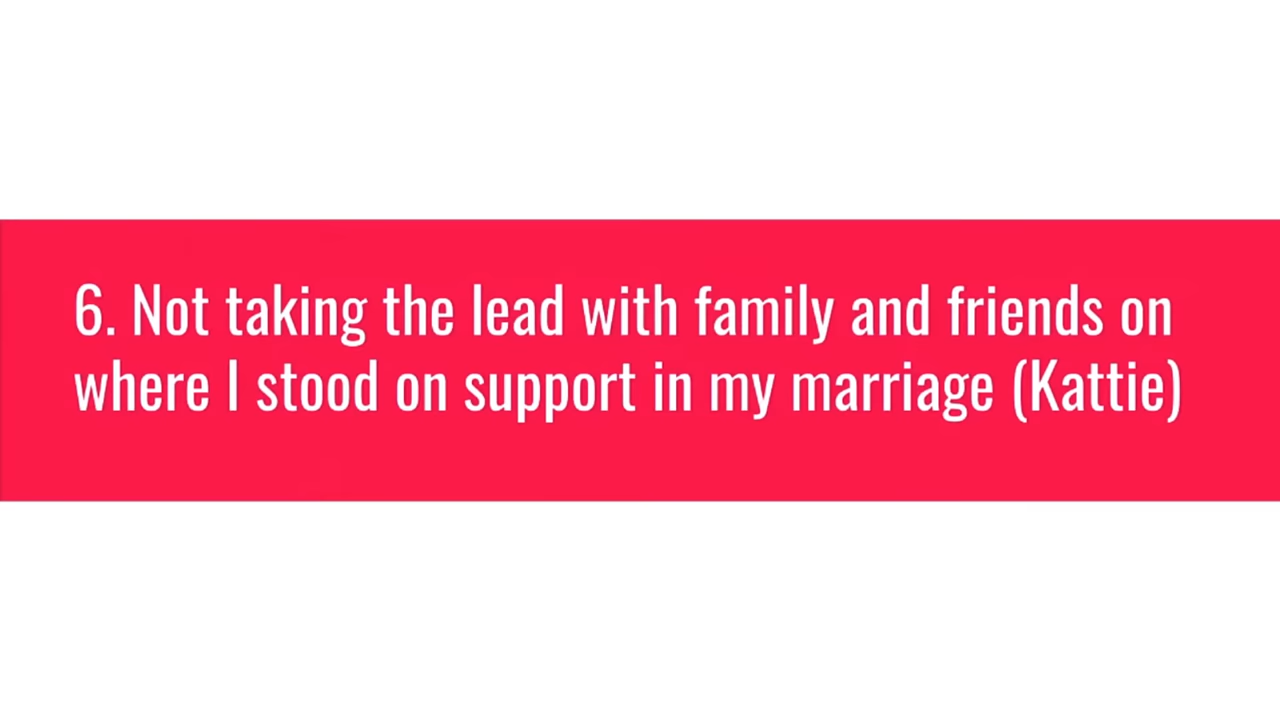 6. Not taking the lead with family and friends on
where I stood on support in my marriage (Kattie)